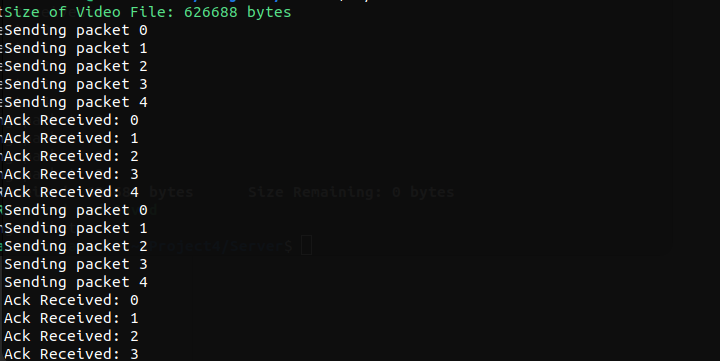 Size of Video File: 626688 bytes
Sending packet 0
Sending packet 1
Sending packet 2
Sending packet 3
Sending packet 4
Ack Received: 0
Ack Received: 1
Ack Received: 2
Ack Received: 3
Ack Received: 4
bytes Size Remaining: 0 bytes
Sending packet 0
Sending packet 1
Sending packet 2
$
Sending packet 3
Sending packet 4
Ack Received: 0
Ack Received: 1
Ack Received: 2
Ack Received: 3